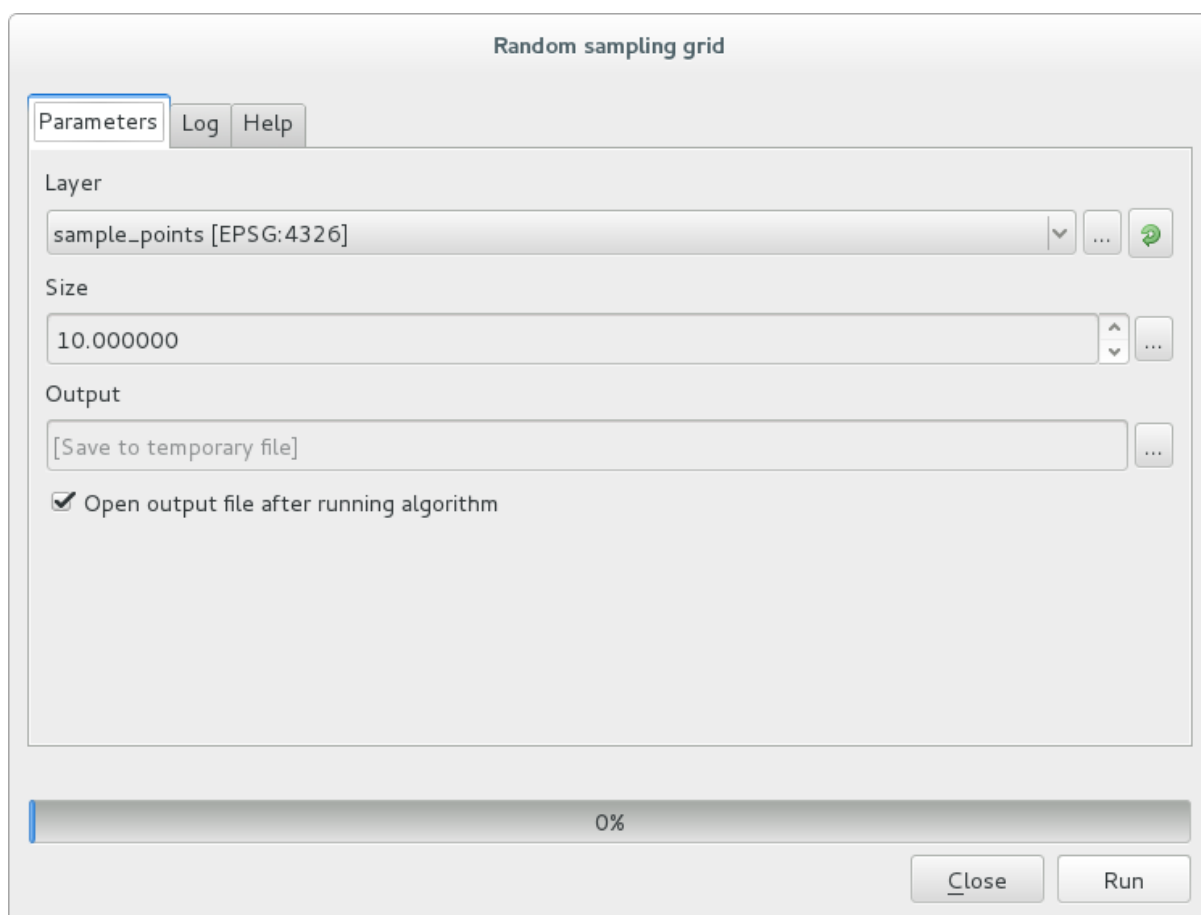 Random sampling grid
Parameters Log Help
Layer
sample_points [EPSG:4326] ...
Size
10.000000 ...
Output
[Save to temporary file] ...
Open output file after running algorithm
0%
Close Run